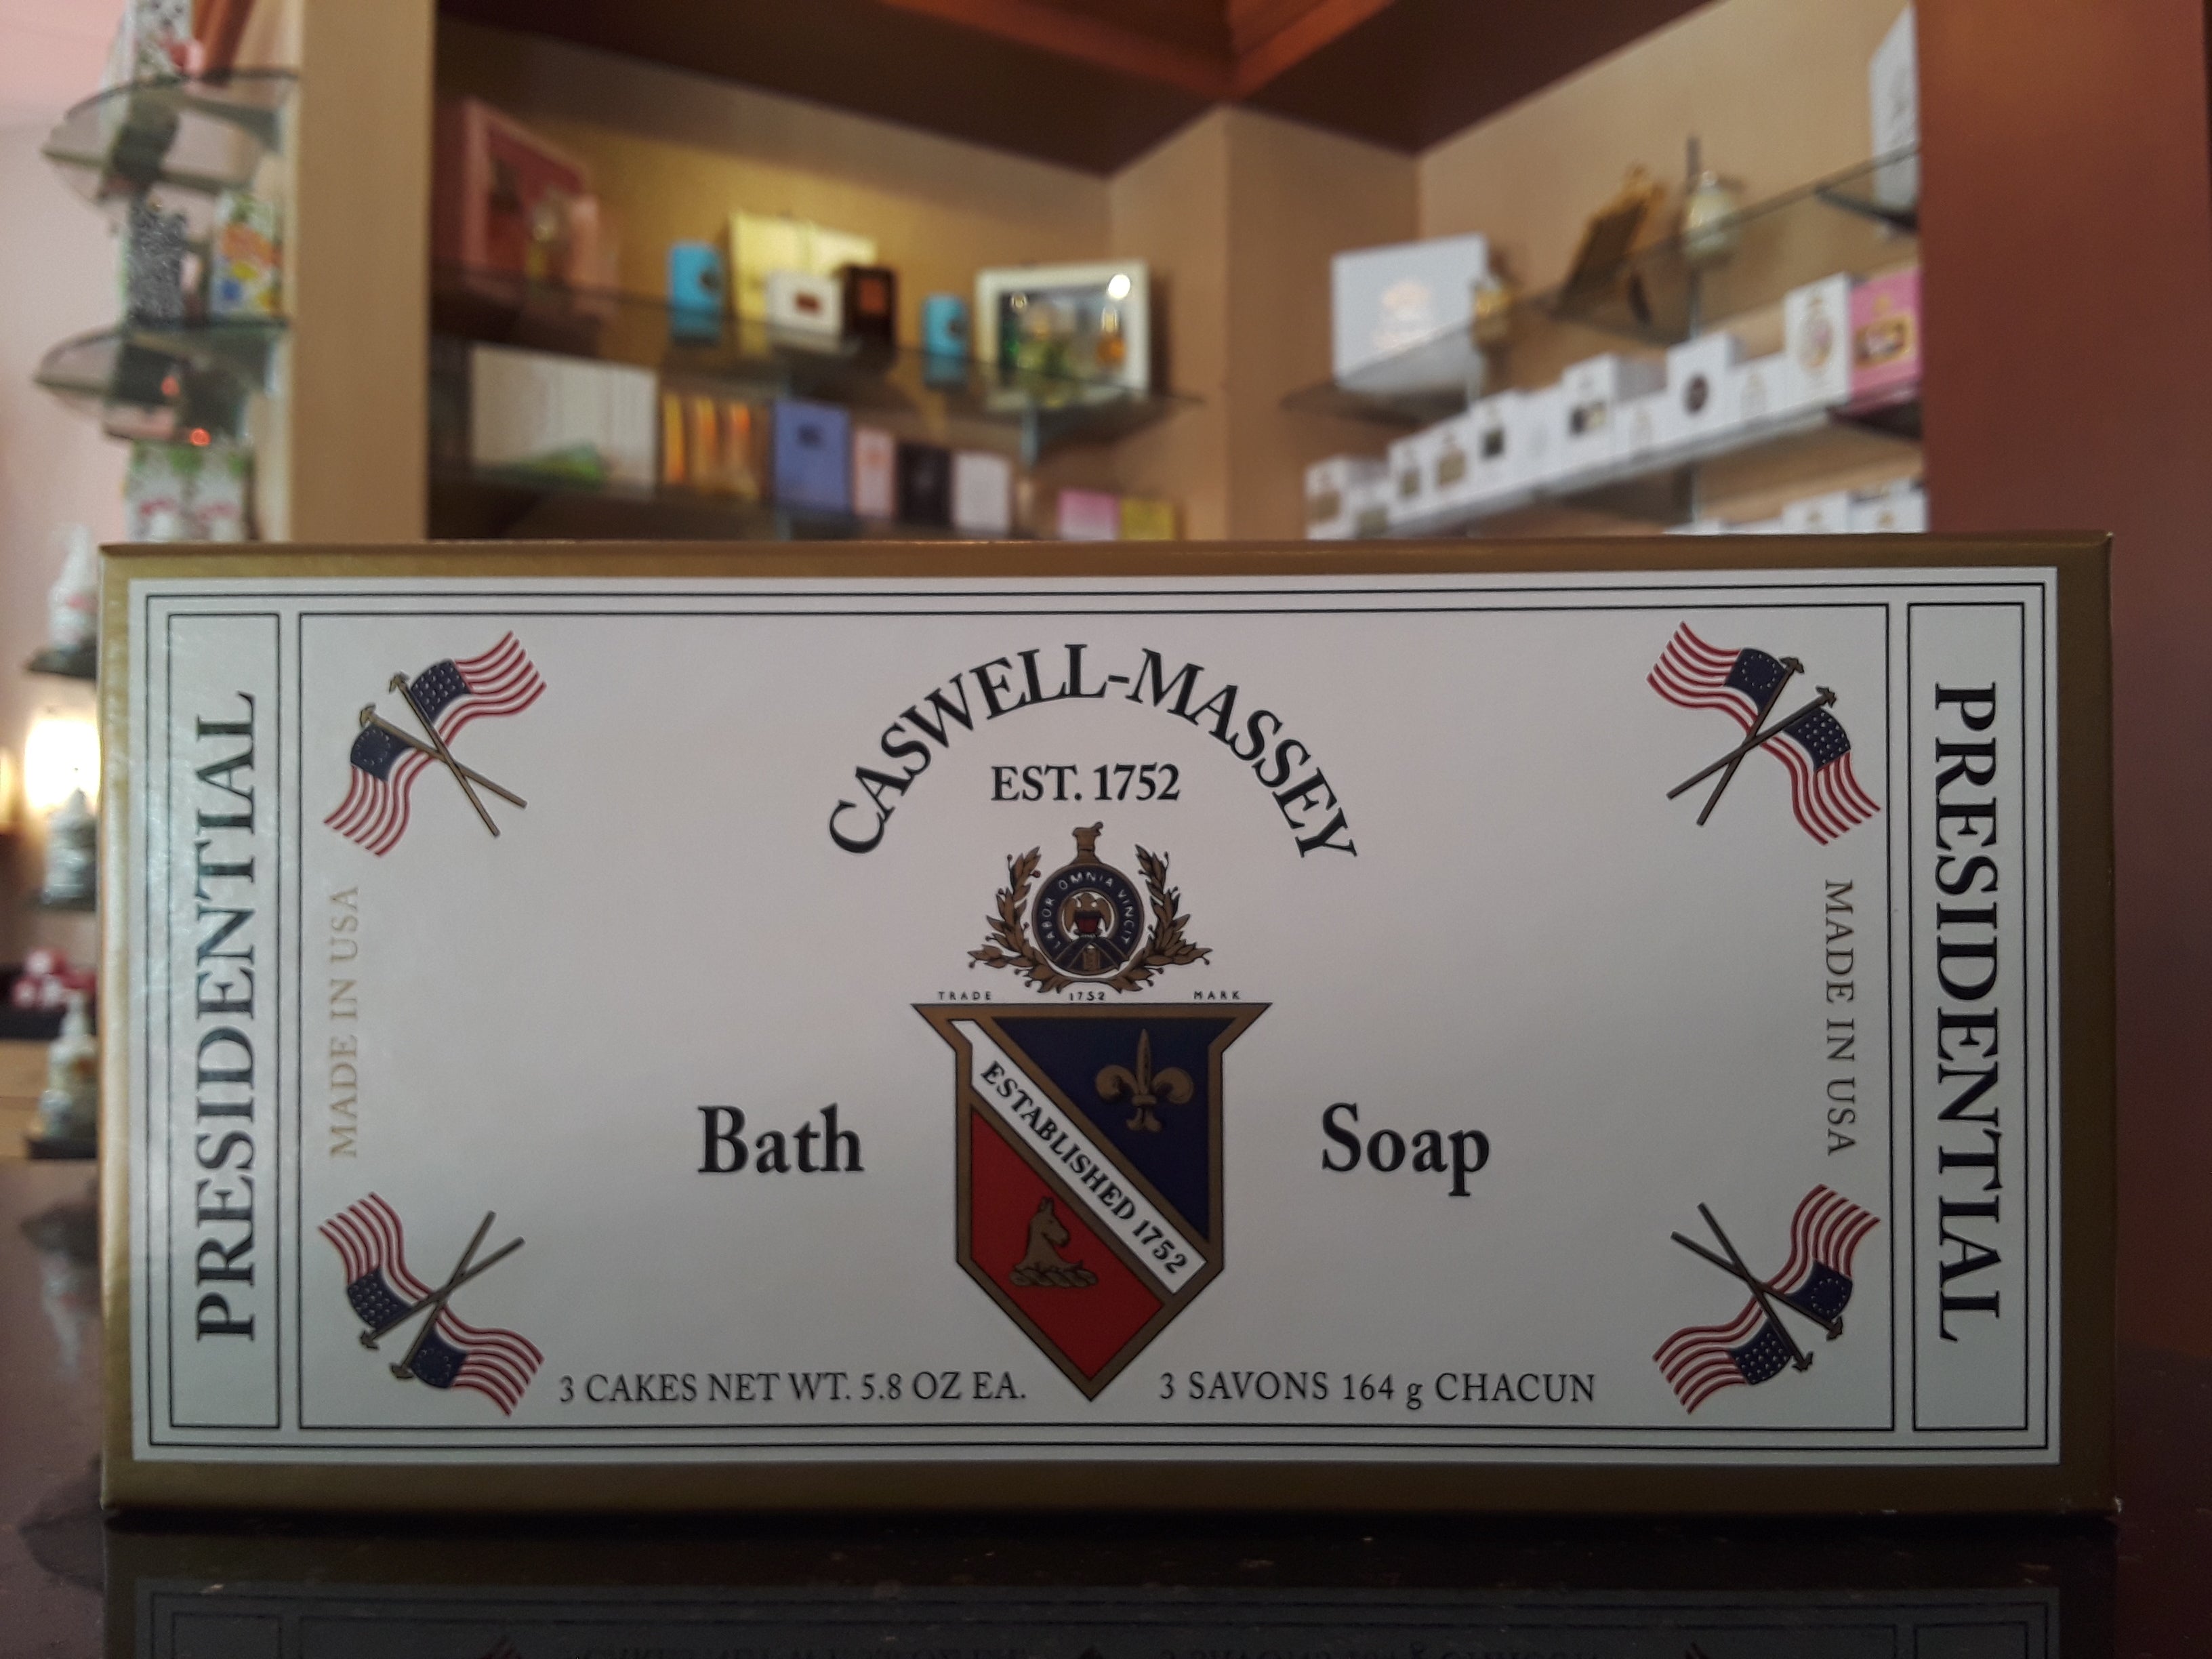 PRESIDENTIAL
MADE IN USA
CASWELL-MASSEY
EST. 1752
LABOR OMNIA VINCIT
TRADE 1752 MARK
ESTABLISHED 1752
Bath Soap
3 CAKES NET WT. 5.8 OZ EA. 3 SAVONS 164 g CHACUN
MADE IN USA
PRESIDENTIAL